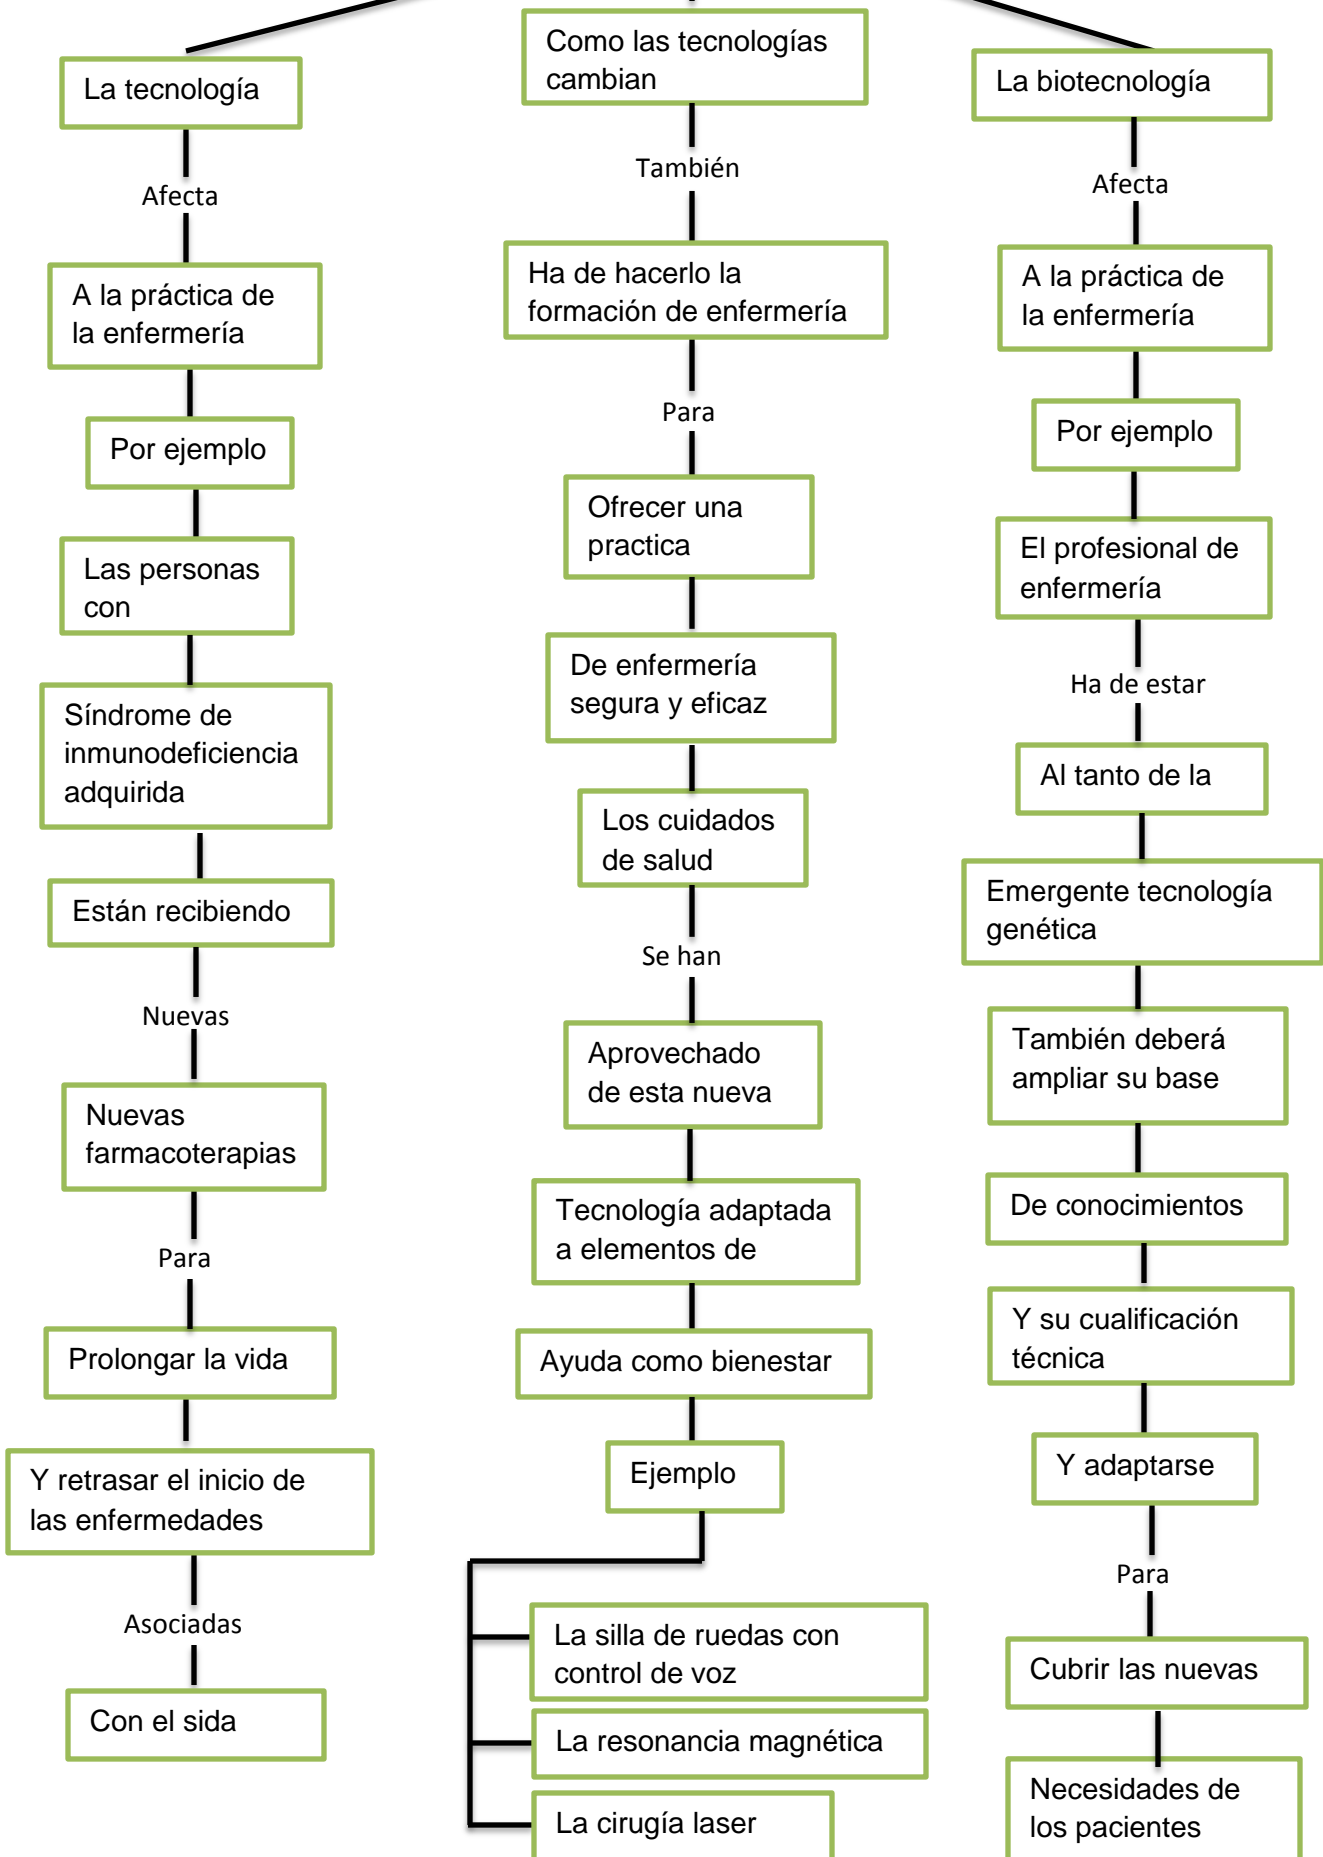 La tecnología
Afecta
A la práctica de
la enfermería
Por ejemplo
Las personas
con
Síndrome de
inmunodeficiencia
adquirida
Están recibiendo
Nuevas
Nuevas
farmacoterapias
Para
Prolongar la vida
Y retrasar el inicio de
las enfermedades
Asociadas
Con el sida
Como las tecnologías
cambian
También
Ha de hacerlo la
formación de enfermería
Para
Ofrecer una
practica
De enfermería
segura y eficaz
Los cuidados
de salud
Se han
Aprovechado
de esta nueva
Tecnología adaptada
a elementos de
Ayuda como bienestar
Ejemplo
La silla de ruedas con
control de voz
La resonancia magnética
La cirugía laser
La biotecnología
Afecta
A la práctica de
la enfermería
Por ejemplo
El profesional de
enfermería
Ha de estar
Al tanto de la
Emergente tecnología
genética
También deberá
ampliar su base
De conocimientos
Y su cualificación
técnica
Y adaptarse
Para
Cubrir las nuevas
Necesidades de
los pacientes